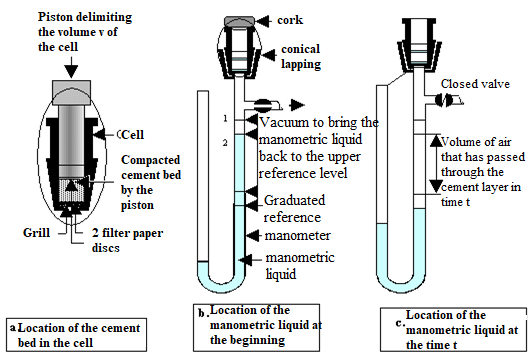 Piston delimiting
the volume v of
the cell
Cell
Compacted
cement bed
by the
piston
Grill
2 filter paper
discs
a Location of the cement
bed in the cell
cork
conical
lapping
1
2
Vacuum to bring the
manometric liquid
back to the upper
reference level
Graduated
reference
manometer
manometric
liquid
b. Location of the
manometric liquid at
the beginning
Closed valve
Volume of air
that has passed
through the
cement layer in
time t
c. Location of the
manometric liquid at
the time t